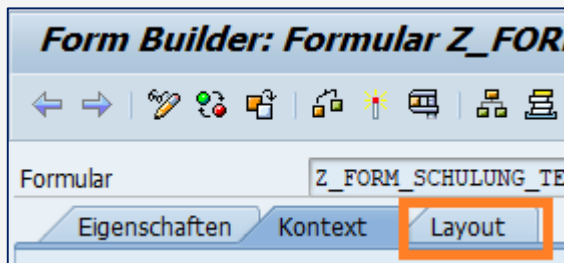 Form Builder: Formular Z_FOR
Formular Z_FORM_SCHULUNG_TE
Eigenschaften Kontext Layout